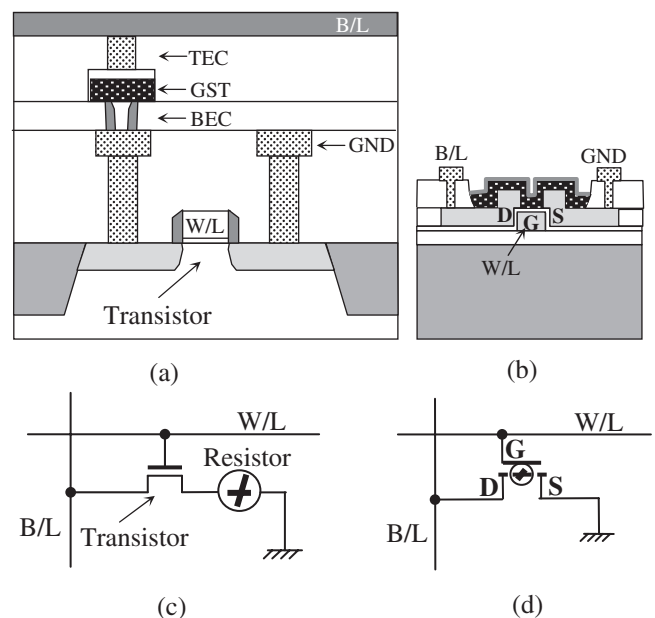 B/L
TEC
GST
BEC
GND
W/L
Transistor
(a)
B/L
GND
D
G
S
W/L
(b)
W/L
Resistor
Transistor
B/L
(c)
W/L
G
D
S
B/L
(d)